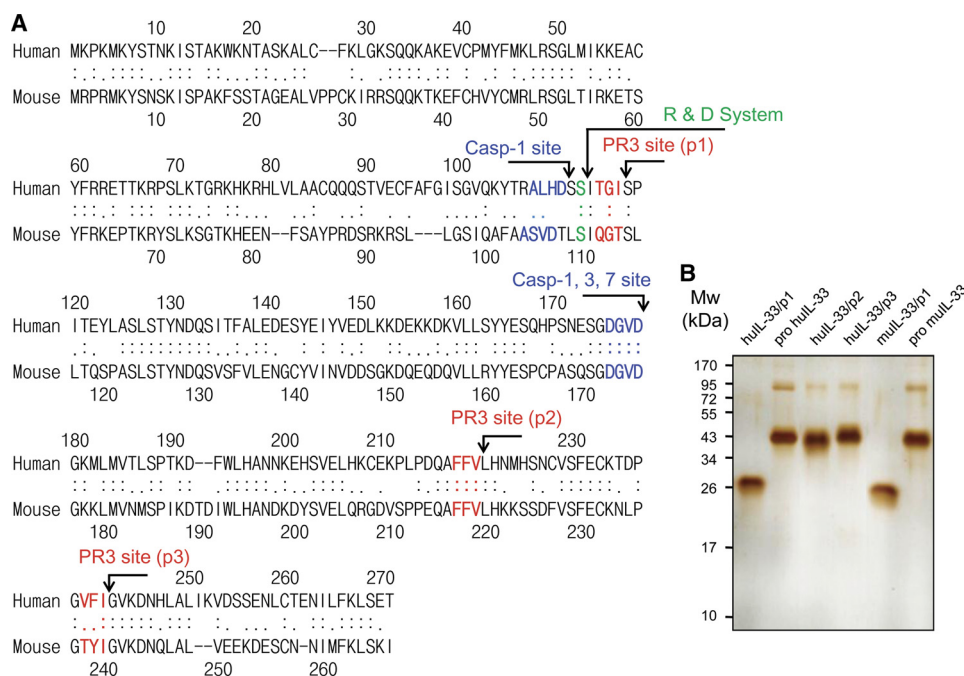 A
10 20 30 40 50
Human MKPKMKYSTNKISTAKWKNTASKALC--FKLGKSQQKAKEVCPMYFMKLRSGLMIKKEAC
Mouse MRPRMKYSNSKISPAKFSSTAGEALVPPCKIRRSQQKTKEFCHVYCMRLRSGLTIRKETS
10 20 30 40 50 60
R & D System
Casp-1 site PR3 site (p1)
60 70 80 90 100
Human YFRRETTKRPSLKTGRKHKRHLVLAACQQQSTVECFAFGISGVQKYTRALHDSSITGISP
Mouse YFRKEPTKRYSLKSGTKHEEN--FSAYPRDSRKRSL---LGSIQAFAASVDTLSIQGTSL
70 80 90 100 110
Casp-1, 3, 7 site
120 130 140 150 160 170
Human ITEYLASLSTYNDQSITFALEDESYEIYVEDLKKDEKKDKVLLSYYESQHPSNESGDGVD
Mouse LTQSPASLSTYNDQSVSFVLENGCYVINVDDSGKDQEQDQVLLRYYESPCPASQSGDGVD
120 130 140 150 160 170
PR3 site (p2)
180 190 200 210 230
Human GKMLMVTLSPTKD--FWLHANNKEHSVELHKCEKPLPDQAFFVLHNMHSNCVSFECKTDP
Mouse GKKLMVNMSPIKDTDIWLHANDKDYSVELQRGDVSPPEQAFFVLHKKSSDFVSFECKNLP
180 190 200 210 220 230
PR3 site (p3)
250 260 270
Human GVFIGVKDNHLALIKVDSSENLCTENILFKLSET
Mouse GTYIGVKDNQLAL--VEEKDESCN-NIMFKLSKI
240 250 260
B
Mw
(kDa)
huIL-33/p1
pro huIL-33
huIL-33/p2
huIL-33/p3
muIL-33/p1
pro muIL-33
170
95
72
55
43
34
26
17
10